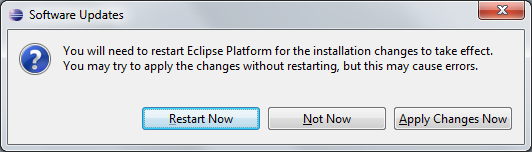 Software Updates
You will need to restart Eclipse Platform for the installation changes to take effect.
You may try to apply the changes without restarting, but this may cause errors.
Restart Now
Not Now
Apply Changes Now